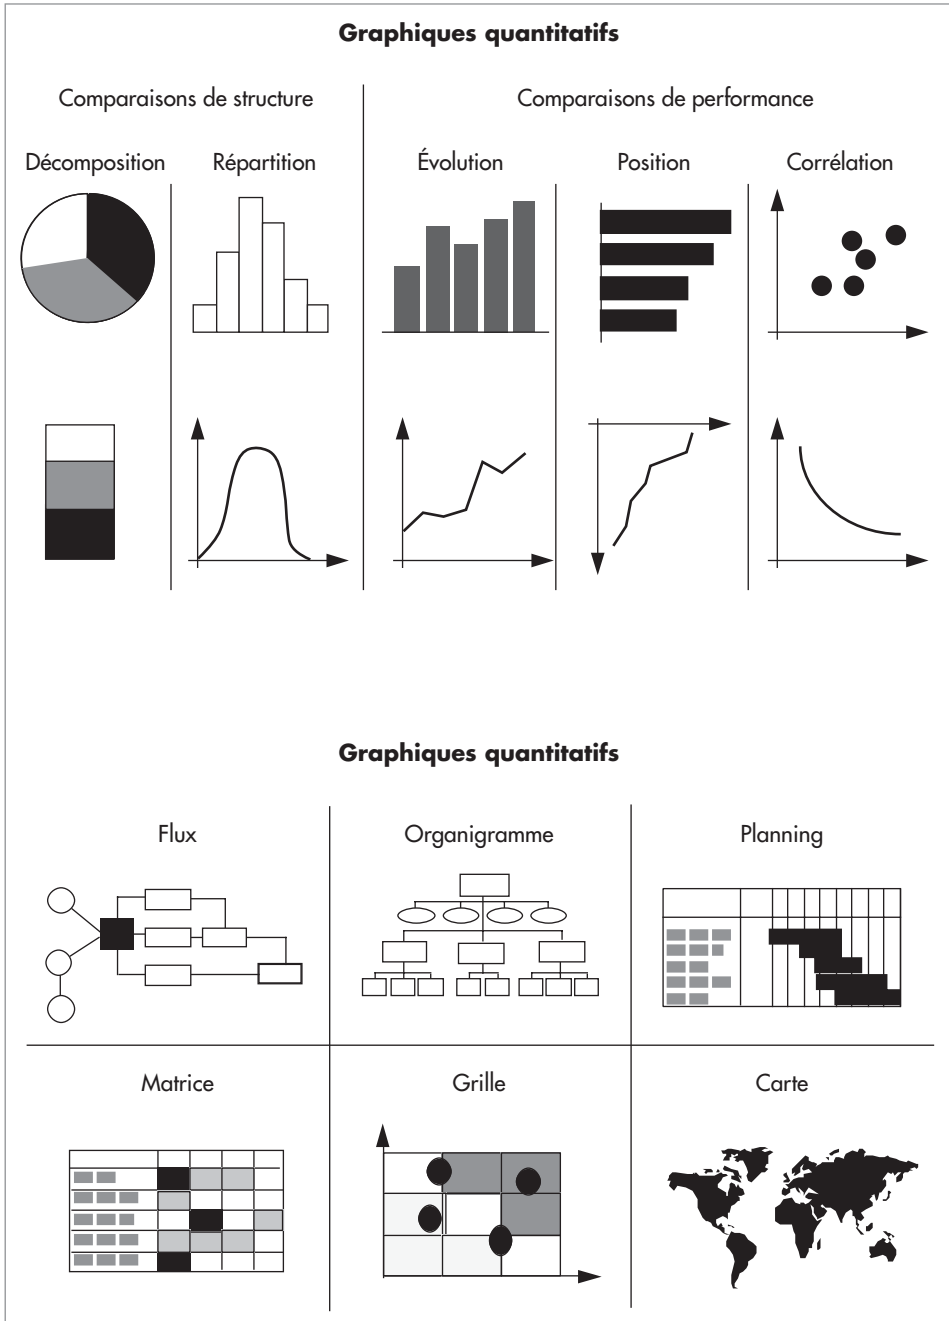 Graphiques quantitatifs
Comparaisons de structure
Comparaisons de performance
Décomposition
Répartition
Évolution
Position
Corrélation
Graphiques quantitatifs
Flux
Organigramme
Planning
Matrice
Grille
Carte